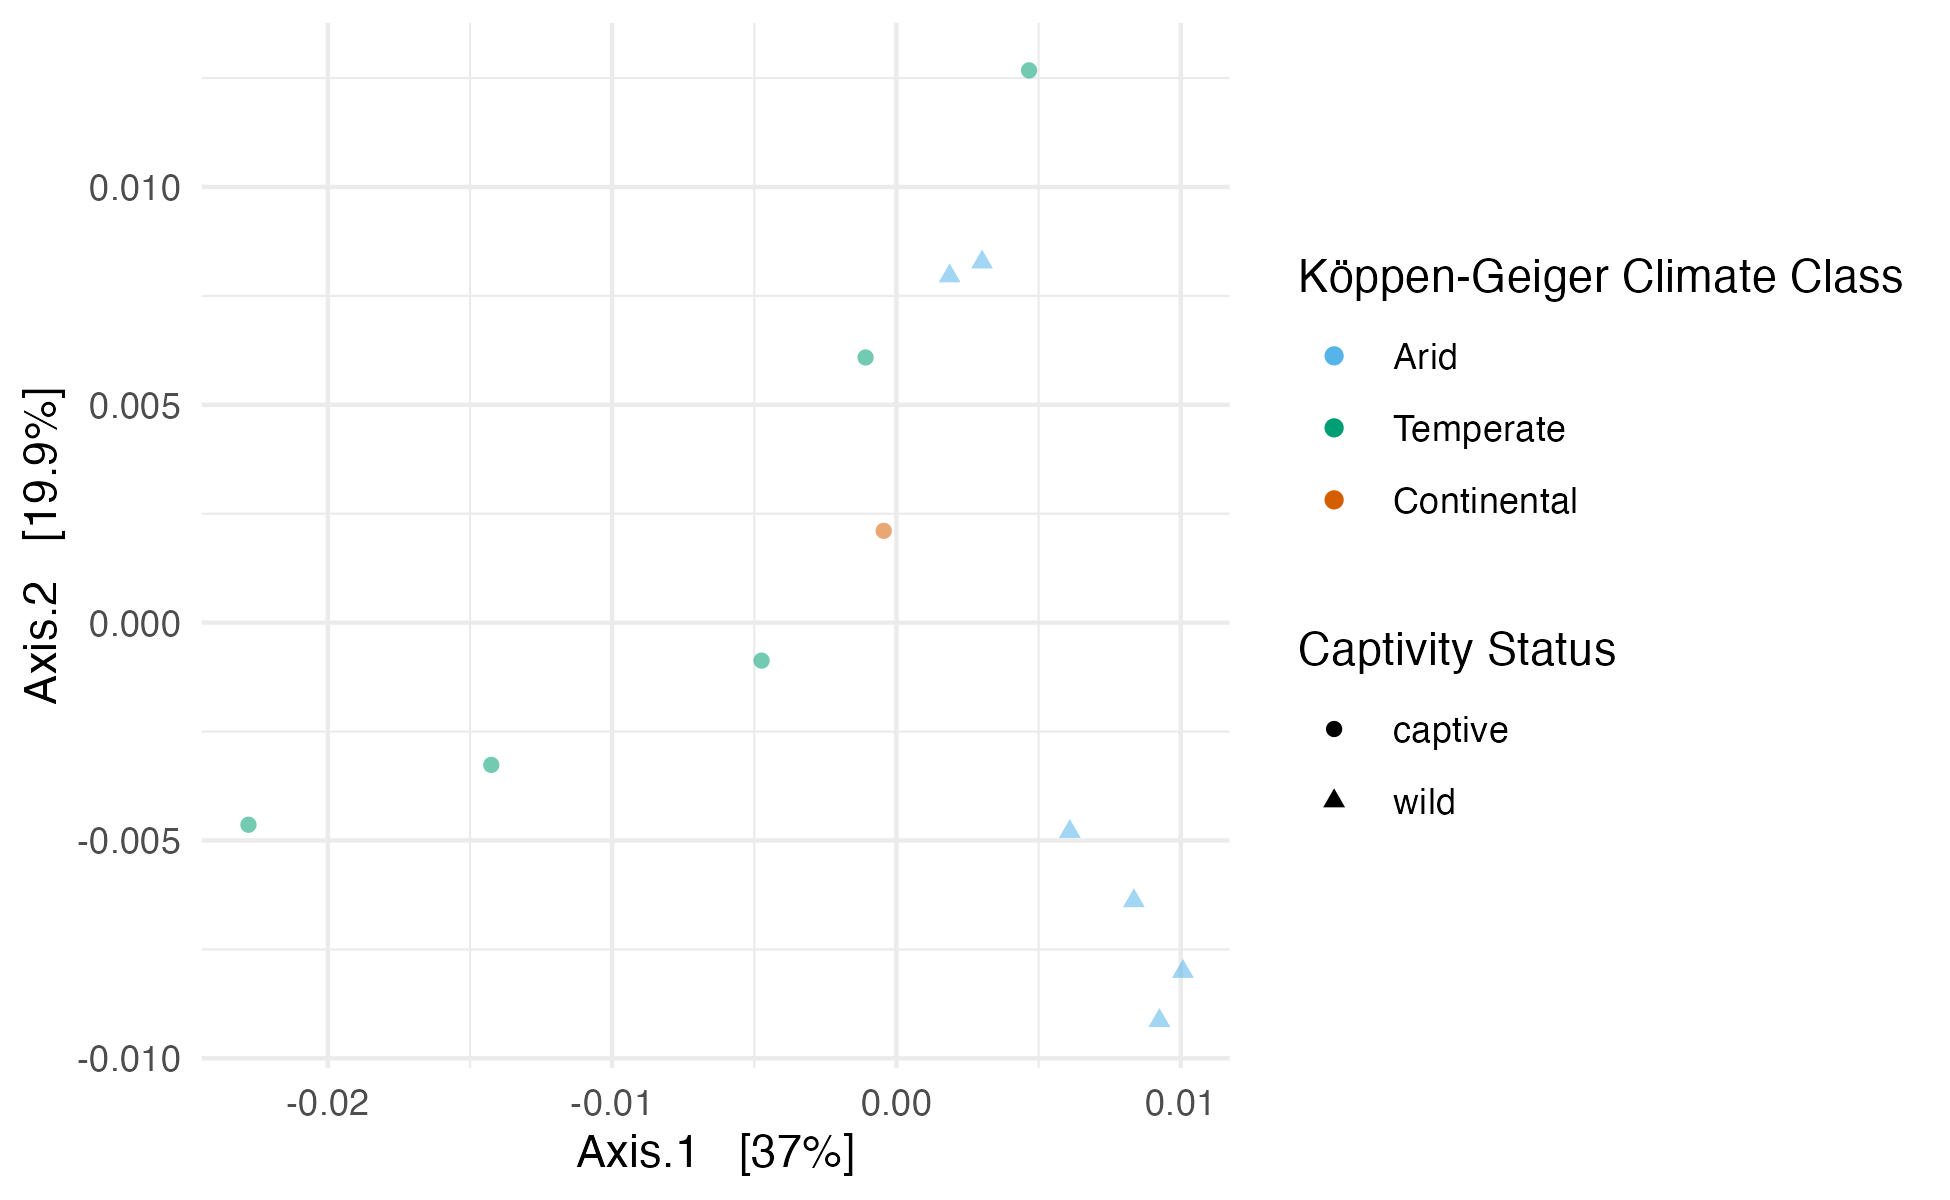 0.010
0.005
0.000
-0.005
-0.010
Axis.2 [19.9%]
-0.02 -0.01 0.00 0.01
Axis.1 [37%]
Köppen-Geiger Climate Class
Arid
Temperate
Continental
Captivity Status
captive
wild